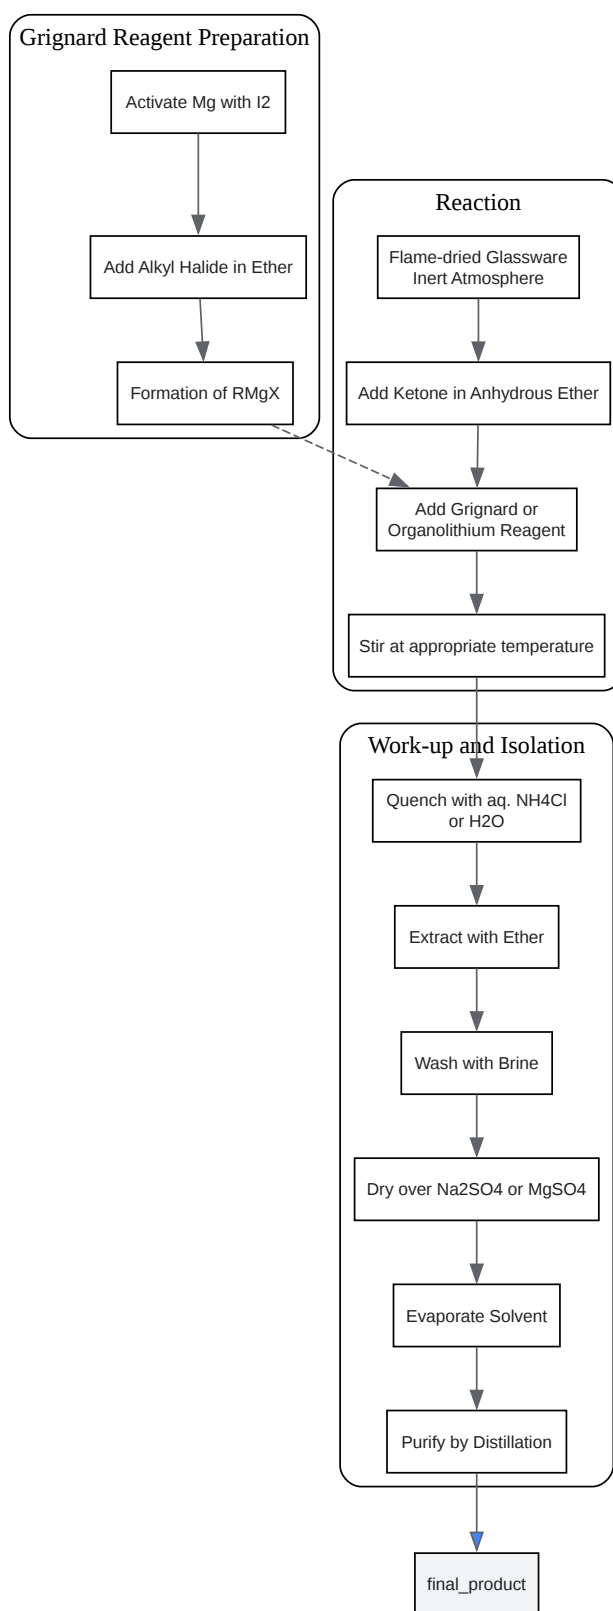 Grignard Reagent Preparation
Activate Mg with I2
Add Alkyl Halide in Ether
Formation of RMgX
Reaction
Flame-dried Glassware
Inert Atmosphere
Add Ketone in Anhydrous Ether
Add Grignard or
Organolithium Reagent
Stir at appropriate temperature
Work-up and Isolation
Quench with aq. NH4Cl
or H2O
Extract with Ether
Wash with Brine
Dry over Na2SO4 or MgSO4
Evaporate Solvent
Purify by Distillation
final_product